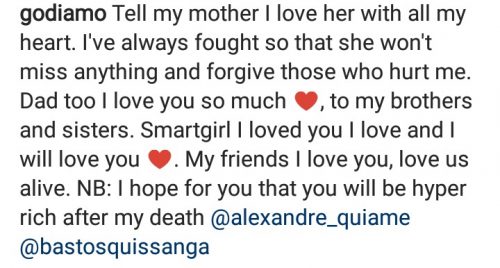 godiamo Tell my mother I love her with all my
heart. I've always fought so that she won't
miss anything and forgive those who hurt me.
Dad too I love you so much ❤️, to my brothers
and sisters. Smartgirl I loved you I love and I
will love you ❤️. My friends I love you, love us
alive. NB: I hope for you that you will be hyper
rich after my death @alexandre_quiame
@bastosquissanga